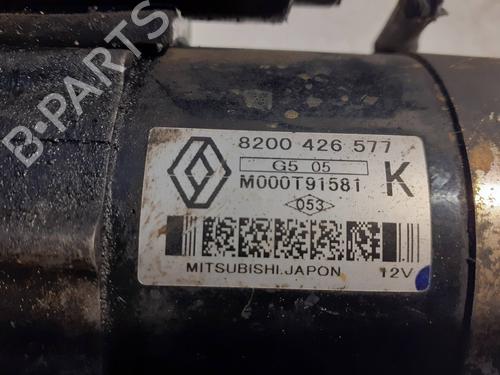 B-PARTS
8200 426 577
G5 05
M000T91581 K
053
MITSUBISHI.JAPON 12V